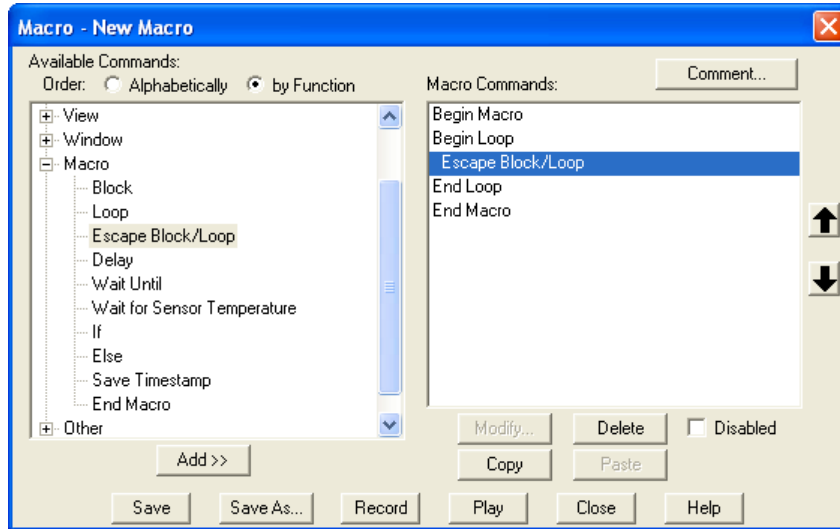 Macro - New Macro
Available Commands:
Order: Alphabetically by Function
View
Window
Macro
Block
Loop
Escape Block/Loop
Delay
Wait Until
Wait for Sensor Temperature
If
Else
Save Timestamp
End Macro
Other
Add >>
Comment...
Macro Commands:
Begin Macro
Begin Loop
Escape Block/Loop
End Loop
End Macro
Modify... Delete Disabled
Copy Paste
Save Save As... Record Play Close Help